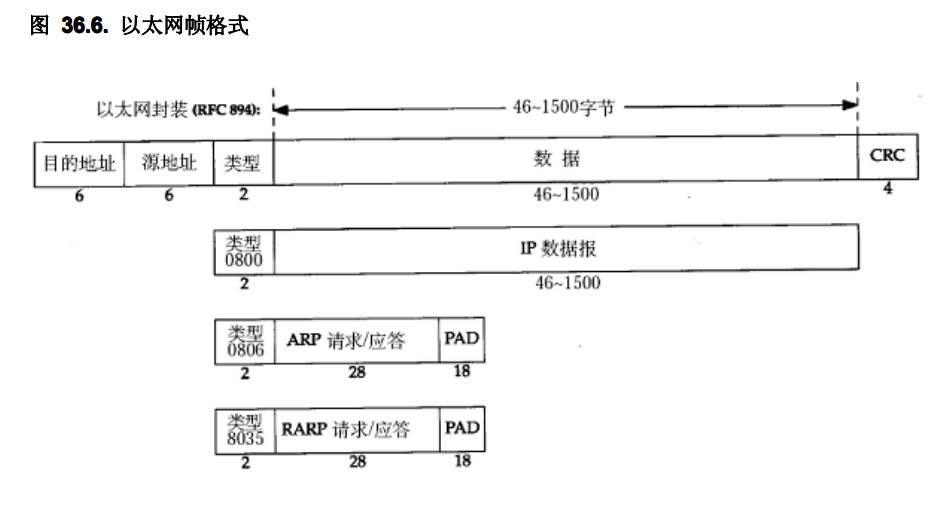 图 36.6. 以太网帧格式
以太网封装 (RFC 894):
46~1500字节
目的地址 源地址 类型 数 据 CRC
6 6 2 46~1500 4
类型 0800 IP 数据报
2 46~1500
类型 0806 ARP 请求/应答 PAD
2 28 18
类型 8035 RARP 请求/应答 PAD
2 28 18